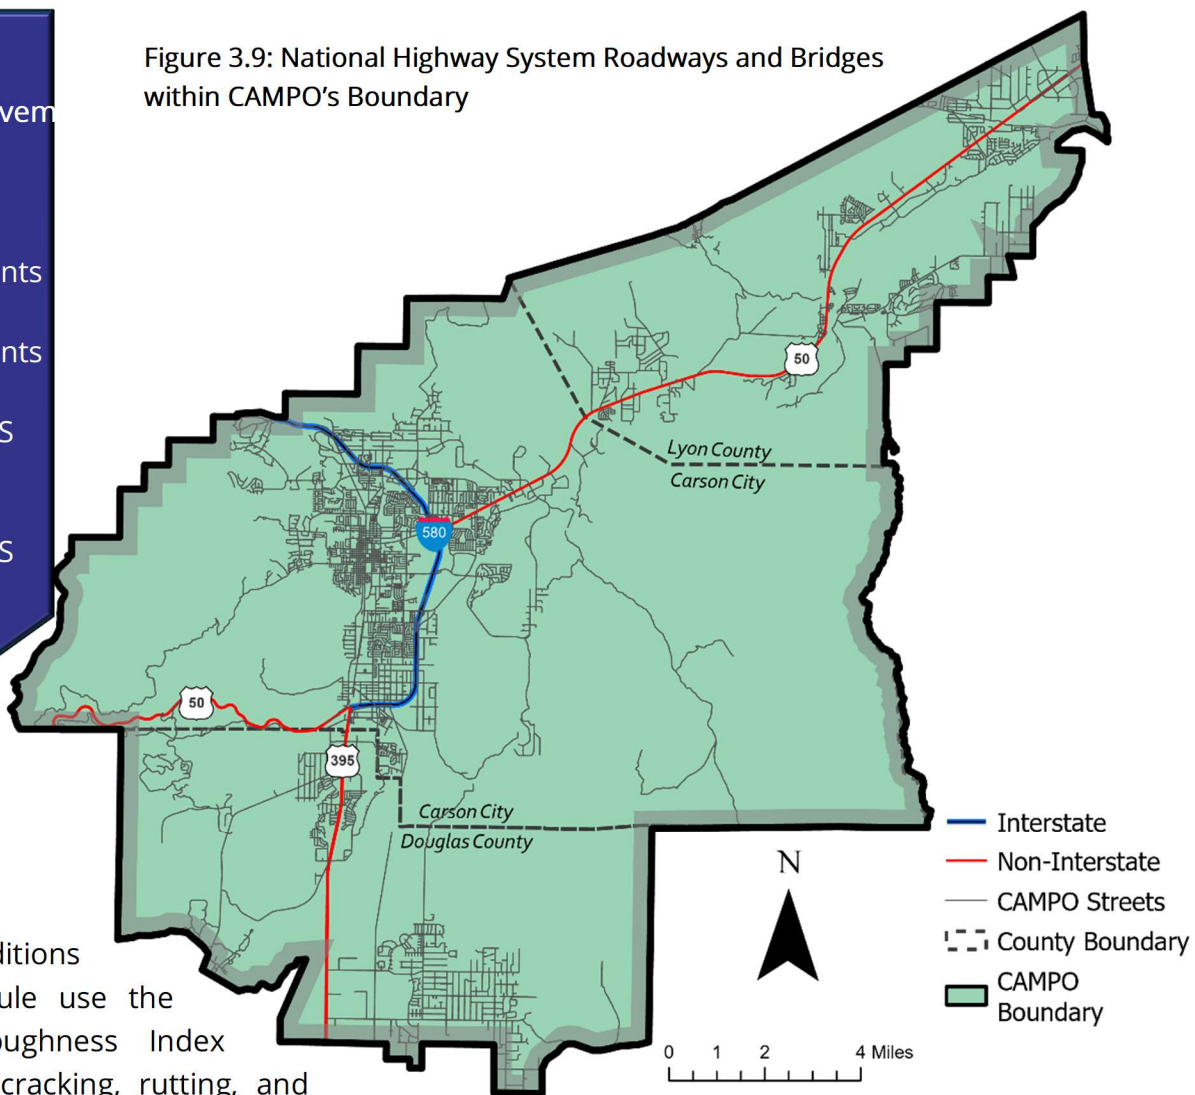 Figure 3.9: National Highway System Roadways and Bridges
within CAMPO's Boundary
vem
nts
nts
S
S
50
Lyon County
Carson City
580
50
395
Carson City
Douglas County
N
Interstate
Non-Interstate
CAMPO Streets
County Boundary
CAMPO
Boundary
0 1 2 4 Miles
ditions
ule use the
oughness Index
cracking, rutting, and